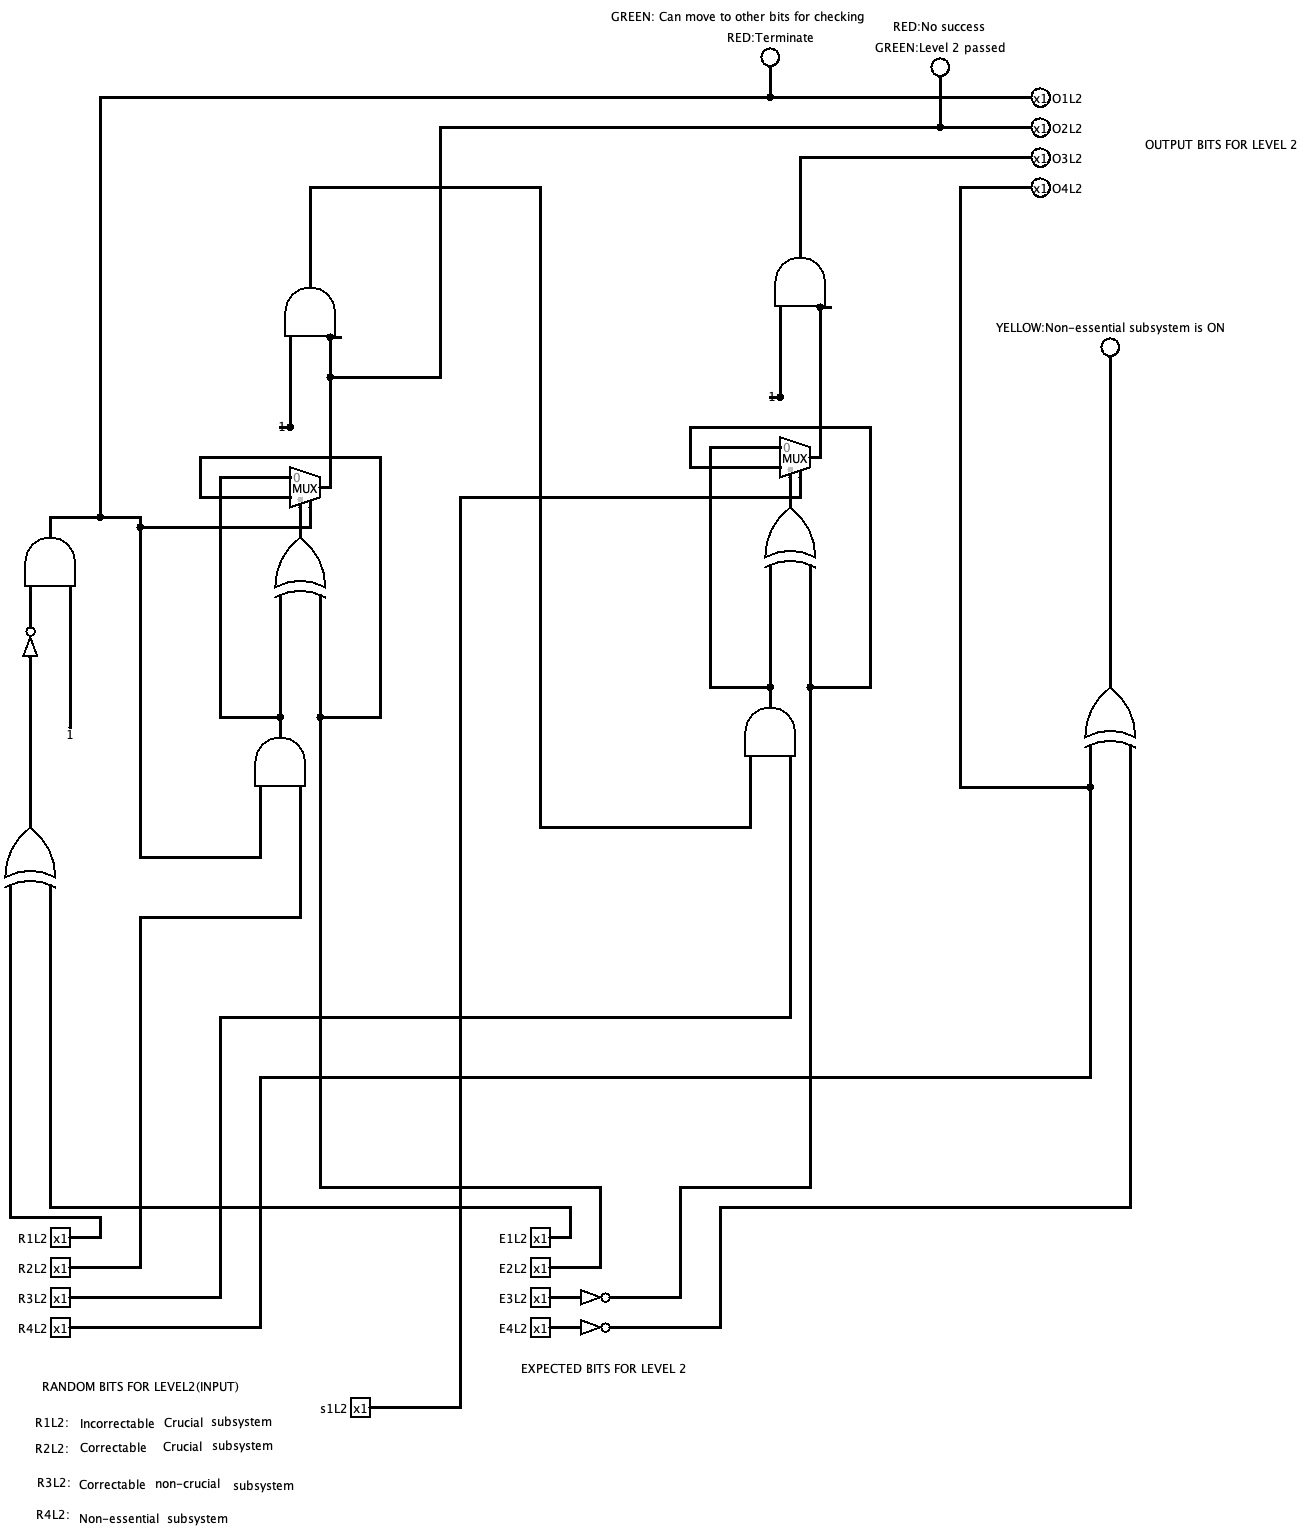 GREEN: Can move to other bits for checking
RED:Terminate
RED:No success
GREEN:Level 2 passed
x1 O1L2
x1 O2L2
x1 O3L2
x1 O4L2
OUTPUT BITS FOR LEVEL 2
YELLOW:Non-essential subsystem is ON
1
1
0
MUX
0
MUX
1
R1L2 x1
R2L2 x1
R3L2 x1
R4L2 x1
E1L2 x1
E2L2 x1
E3L2 x1
E4L2 x1
EXPECTED BITS FOR LEVEL 2
RANDOM BITS FOR LEVEL2(INPUT)
s1L2 x1
R1L2: Incorrectable Crucial subsystem
R2L2: Correctable Crucial subsystem
R3L2: Correctable non-crucial subsystem
R4L2: Non-essential subsystem